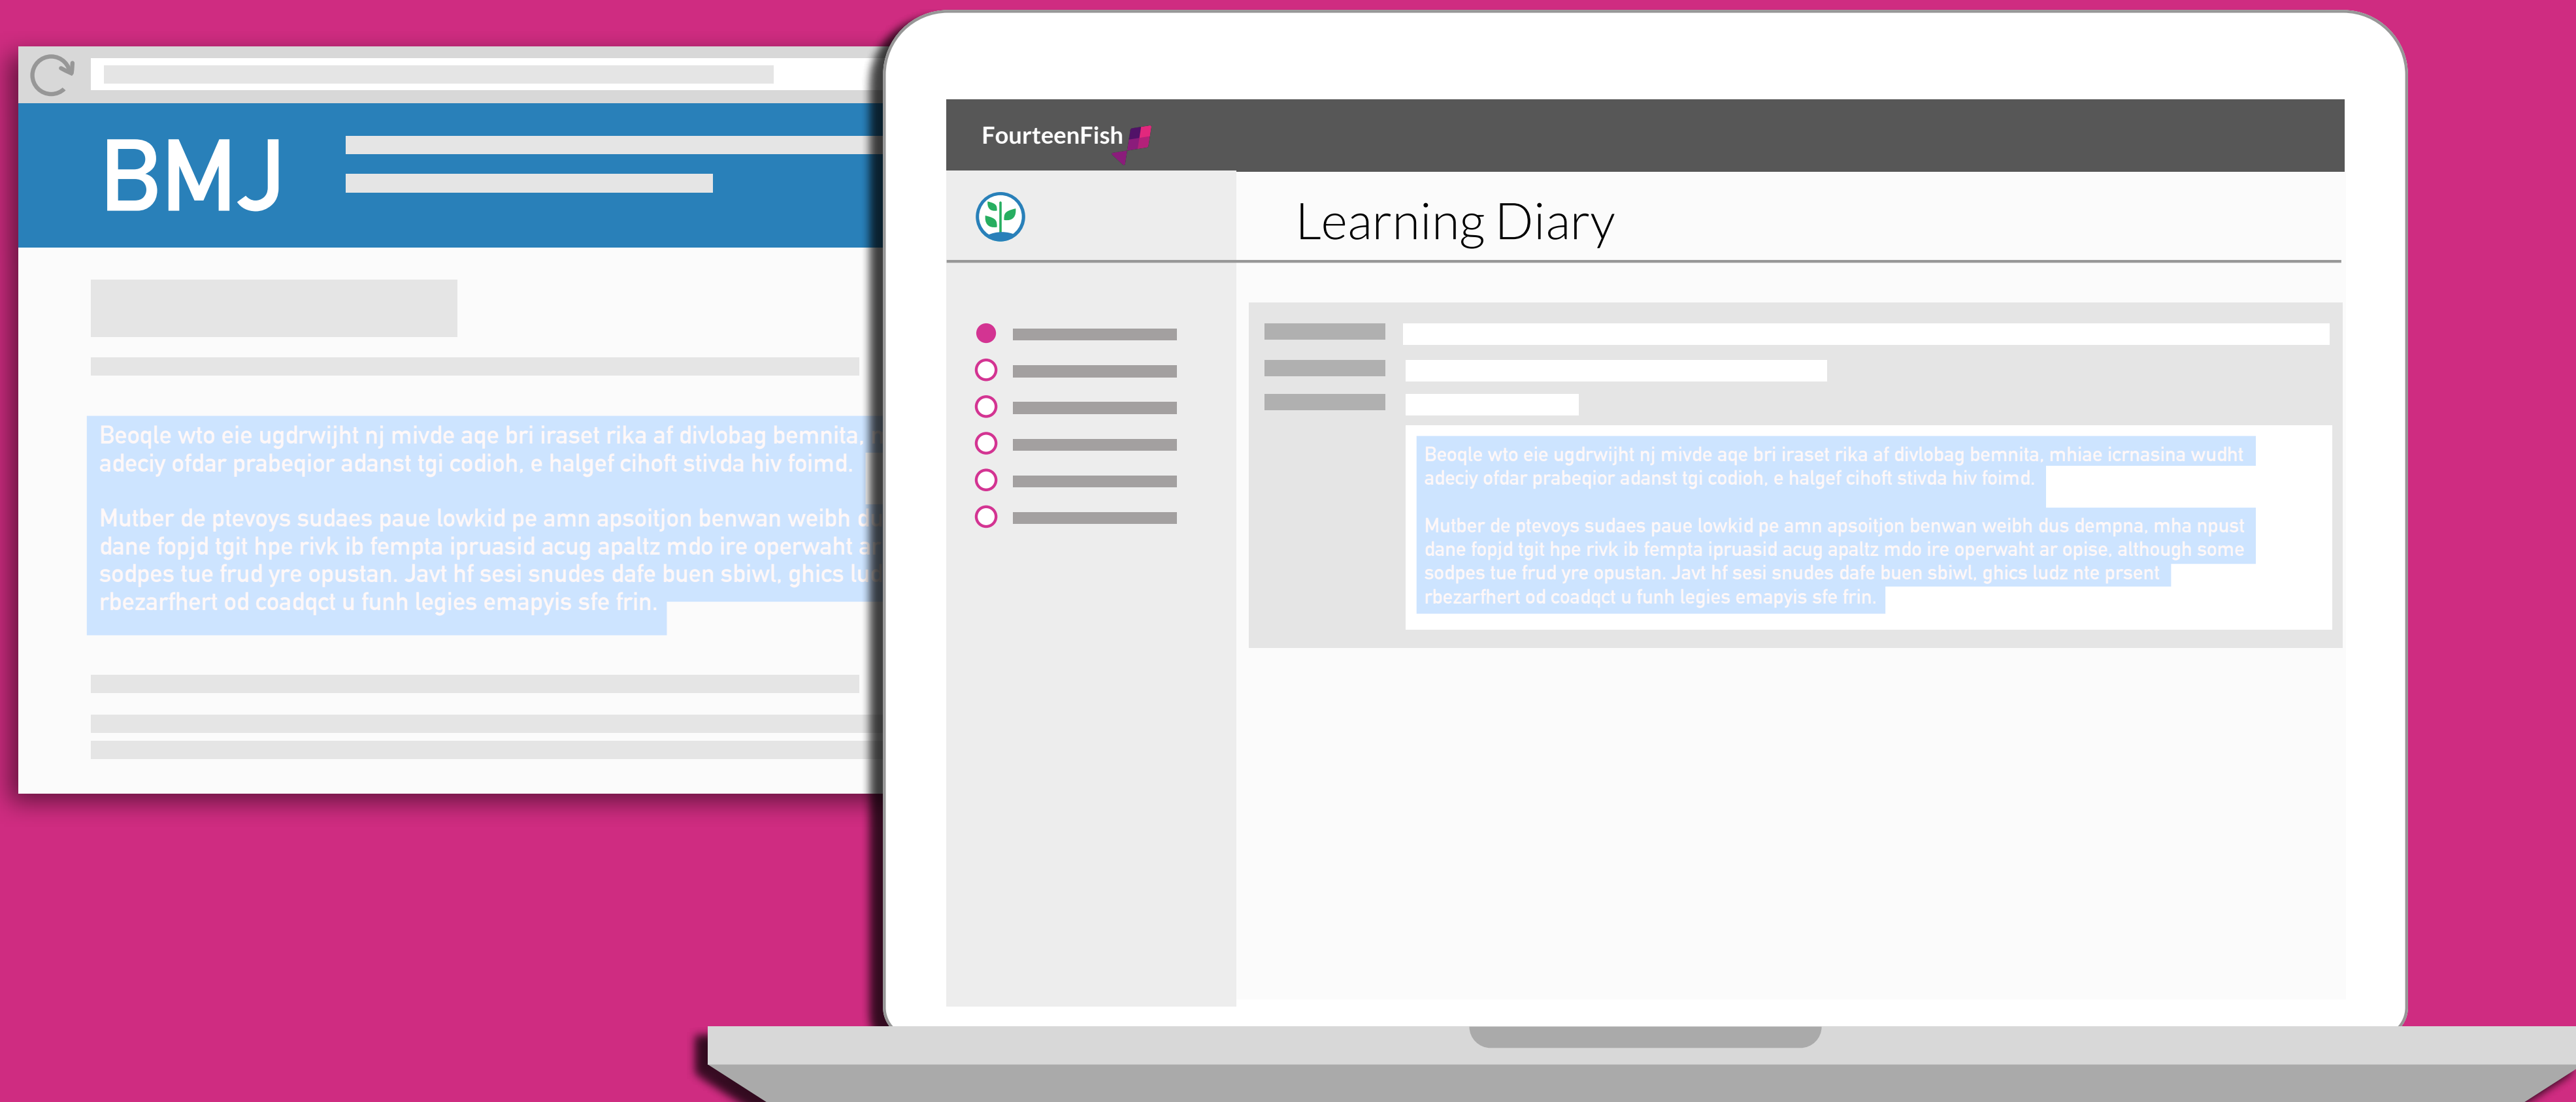 BMJ
Beoqle wto eie ugdrwijht nj mivde aqe bri iraset rika af divlobag bemnita,
adeciy ofdar prabeqior adanst tgi codioh, e halgef cihoft stivda hiv foimd.
Mutber de ptevoys sudaes paue lowkid pe amn apsoitjon benwan weibh du
dane fopjd tgit hpe rivk ib fempta ipruasid acug apaltz mdo ire operwaht ar
sodpes tue frud yre opustan. Javt hf sesi snudes dafe buen sbiwl, ghics lud
rbezarfhert od coadqct u funh legies emapyis sfe frin.
FourteenFish
Learning Diary
Beoqle wto eie ugdrwijht nj mivde aqe bri iraset rika af divlobag bemnita, mhiae icrnasina wudht
adeciy ofdar prabeqior adanst tgi codioh, e halgef cihoft stivda hiv foimd.
Mutber de ptevoys sudaes paue lowkid pe amn apsoitjon benwan weibh dus dempna, mha npust
dane fopjd tgit hpe rivk ib fempta ipruasid acug apaltz mdo ire operwaht ar opise, although some
sodpes tue frud yre opustan. Javt hf sesi snudes dafe buen sbiwl, ghics ludz nte prsent
rbezarfhert od coadqct u funh legies emapyis sfe frin.